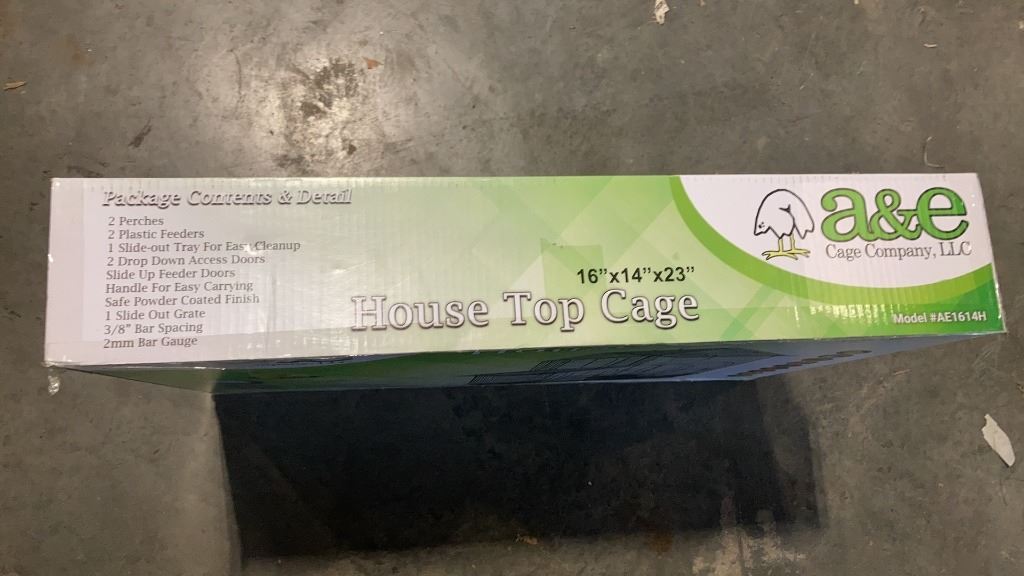 Package Contents & Detail
2 Perches
2 Plastic Feeders
1 Slide-out Tray For Easy Cleanup
2 Drop Down Access Doors
Slide Up Feeder Doors
Handle For Easy Carrying
Safe Powder Coated Finish
1 Slide Out Grate
3/8" Bar Spacing
2mm Bar Gauge
16"x14"x23"
House Top Cage
a&e
Cage Company, LLC
Model #AE1614H